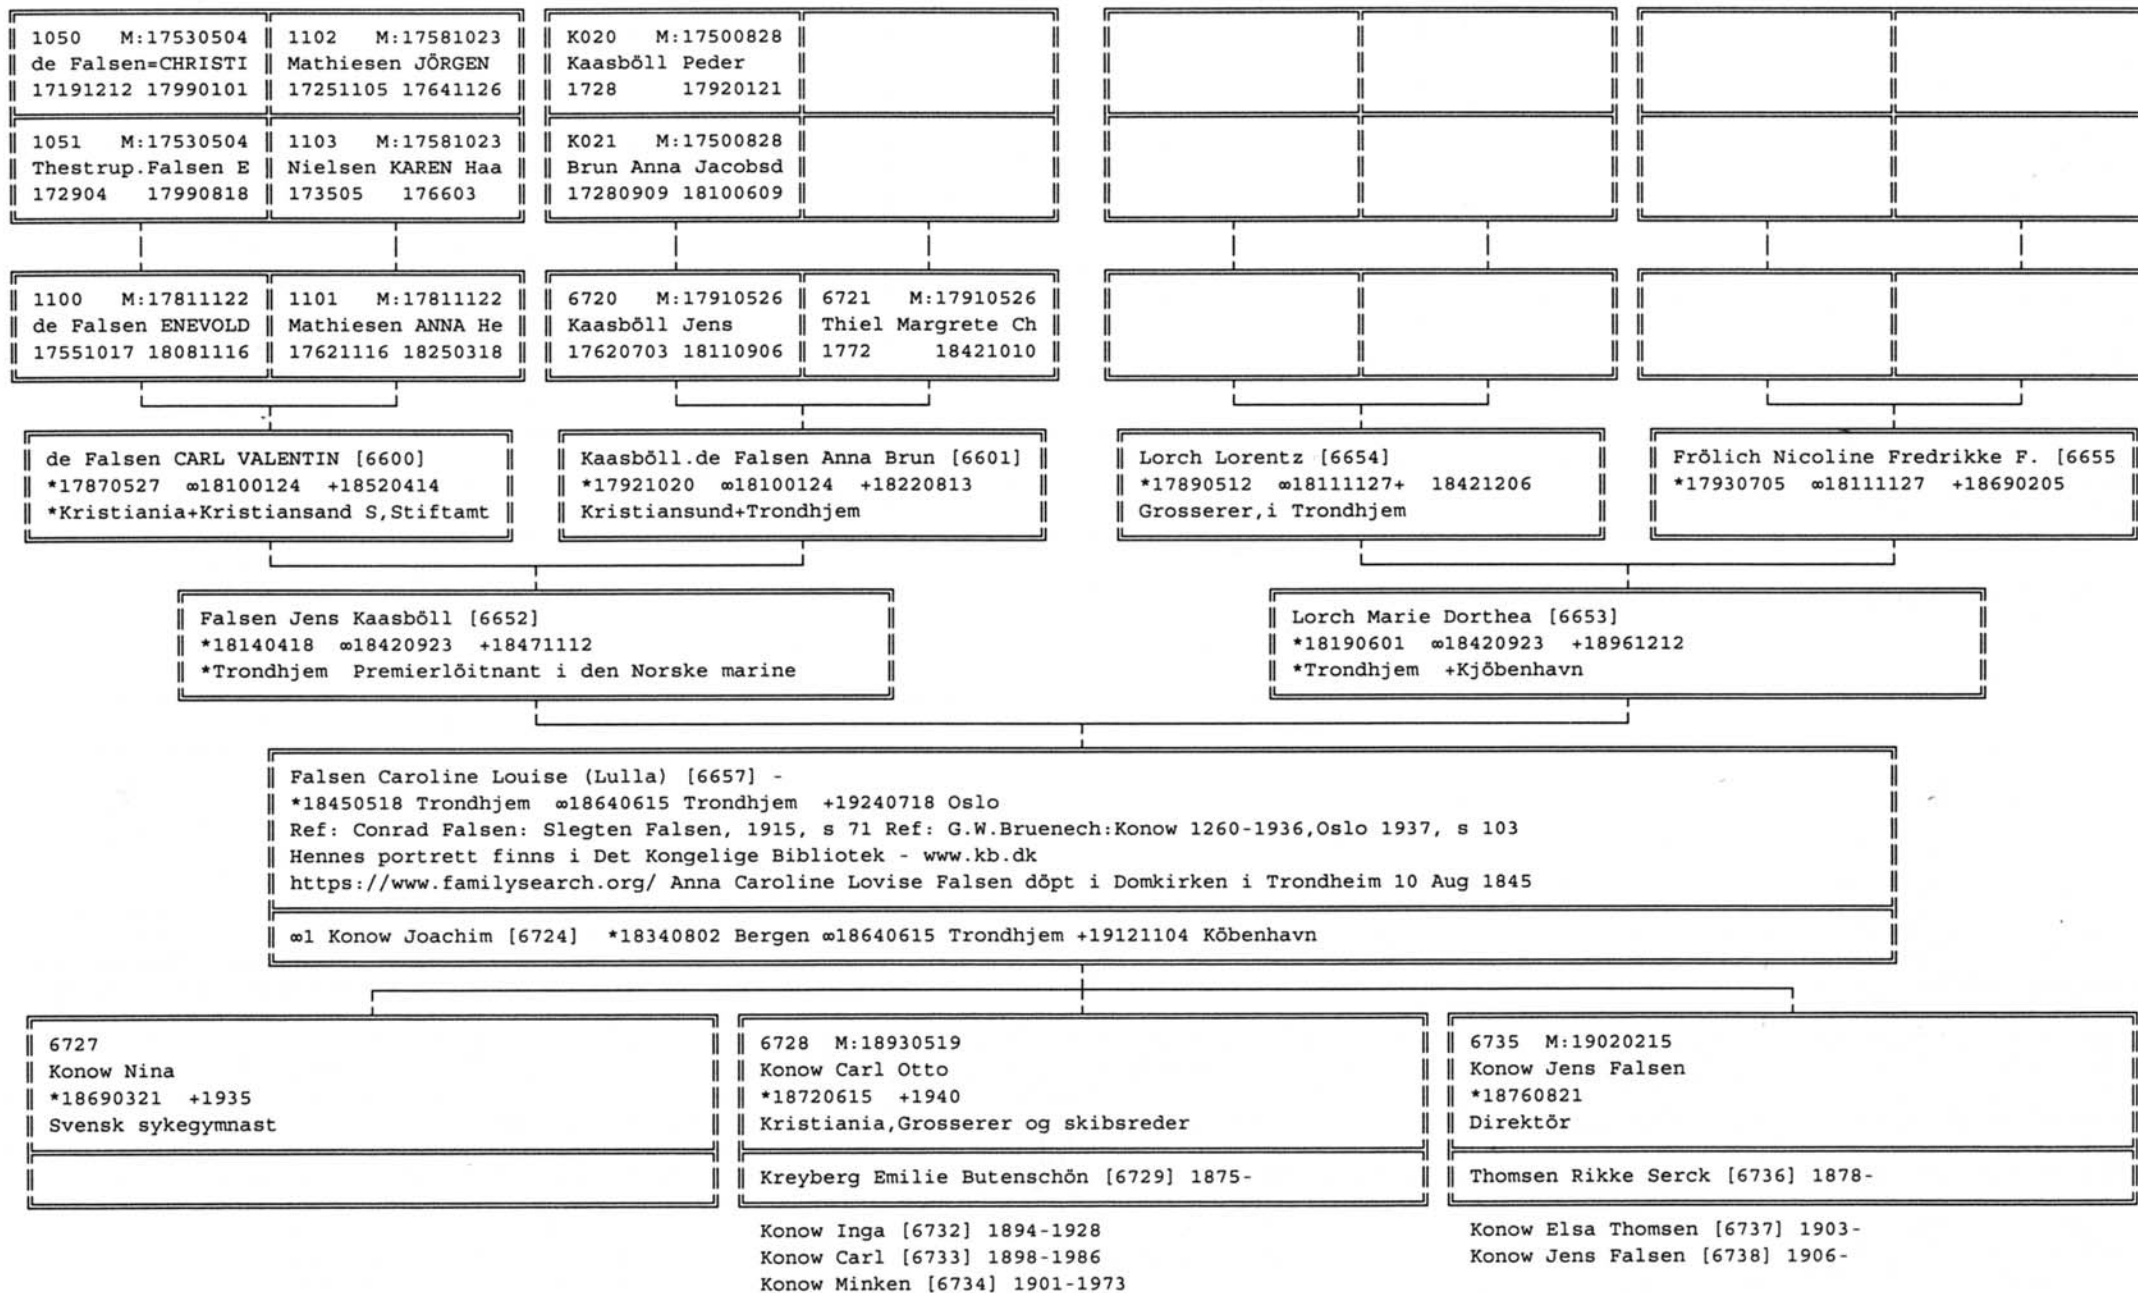 1050 M:17530504
de Falsen=CHRISTI
17191212 17990101
1102 M:17581023
Mathiesen JÖRGEN
17251105 17641126
K020 M:17500828
Kaasböll Peder
1728 17920121
1051 M:17530504
Thestrup.Falsen E
172904 17990818
1103 M:17581023
Nielsen KAREN Haa
173505 176603
K021 M:17500828
Brun Anna Jacobsd
17280909 18100609
1100 M:17811122
de Falsen ENEVOLD
17551017 18081116
1101 M:17811122
Mathiesen ANNA He
17621116 18250318
6720 M:17910526
Kaasböll Jens
17620703 18110906
6721 M:17910526
Thiel Margrete Ch
1772 18421010
de Falsen CARL VALENTIN [6600]
*17870527 ∞18100124 +18520414
*Kristiania+Kristiansand S,Stiftamt
Kaasböll.de Falsen Anna Brun [6601]
*17921020 ∞18100124 +18220813
Kristiansund+Trondhjem
Lorch Lorentz [6654]
*17890512 ∞18111127+ 18421206
Grosserer,i Trondhjem
Frölich Nicoline Fredrikke F. [6655
*17930705 ∞18111127 +18690205
Falsen Jens Kaasböll [6652]
*18140418 ∞18420923 +18471112
*Trondhjem Premierlöitnant i den Norske marine
Lorch Marie Dorthea [6653]
*18190601 ∞18420923 +18961212
*Trondhjem +Kjöbenhavn
Falsen Caroline Louise (Lulla) [6657] -
*18450518 Trondhjem ∞18640615 Trondhjem +19240718 Oslo
Ref: Conrad Falsen: Slegten Falsen, 1915, s 71 Ref: G.W.Bruenech:Konow 1260-1936,Oslo 1937, s 103
Hennes portrett finns i Det Kongelige Bibliotek - www.kb.dk
https://www.familysearch.org/ Anna Caroline Lovise Falsen döpt i Domkirken i Trondheim 10 Aug 1845
∞1 Konow Joachim [6724] *18340802 Bergen ∞18640615 Trondhjem +19121104 Köbenhavn
6727
Konow Nina
*18690321 +1935
Svensk sykegymnast
6728 M:18930519
Konow Carl Otto
*18720615 +1940
Kristiania,Grosserer og skibsreder
Kreyberg Emilie Butenschön [6729] 1875-
Konow Inga [6732] 1894-1928
Konow Carl [6733] 1898-1986
Konow Minken [6734] 1901-1973
6735 M:19020215
Konow Jens Falsen
*18760821
Direktör
Thomsen Rikke Serck [6736] 1878-
Konow Elsa Thomsen [6737] 1903-
Konow Jens Falsen [6738] 1906-